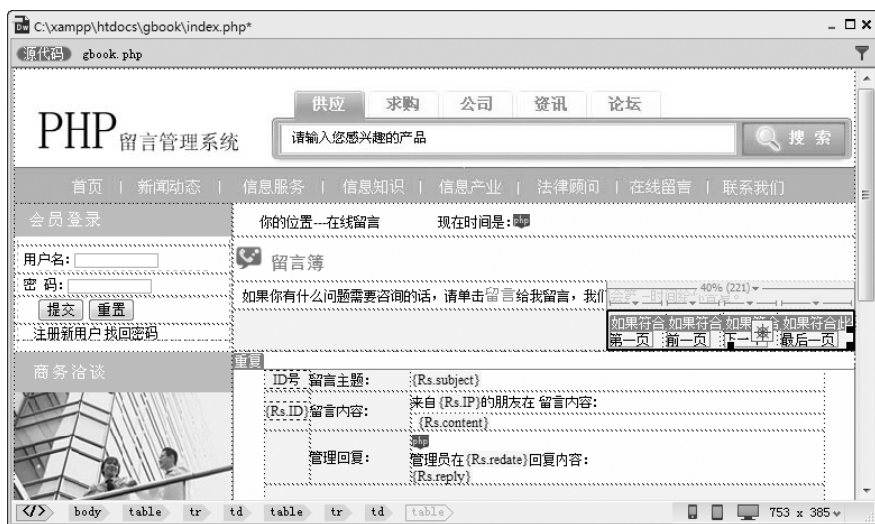 C:\xampp\htdocs\gbook\index.php*
源代码 gbook.php
供应 求购 公司 资讯 论坛
PHP留言管理系统
请输入您感兴趣的产品 搜 索
首页 | 新闻动态 | 信息服务 | 信息知识 | 信息产业 | 法律顾问 | 在线留言 | 联系我们
会员登录
你的位置---在线留言 现在时间是: php
用户名:
留言簿
密 码:
如果你有什么问题需要咨询的话,请单击留言给我留言,我们
40% (221)
提交 重置
如果符合 如果符合 如果符合 如果符合此
注册新用户 找回密码
第一页 前一页 下一页 最后一页
商务洽谈
重复
ID号 留言主题: {Rs.subject}
{Rs.ID} 留言内容: 来自{Rs.IP}的朋友在 留言内容:
{Rs.content}
php
管理回复: 管理员在{Rs.redate}回复内容:
{Rs.reply}
</> body table tr td table tr td table 753 x 385